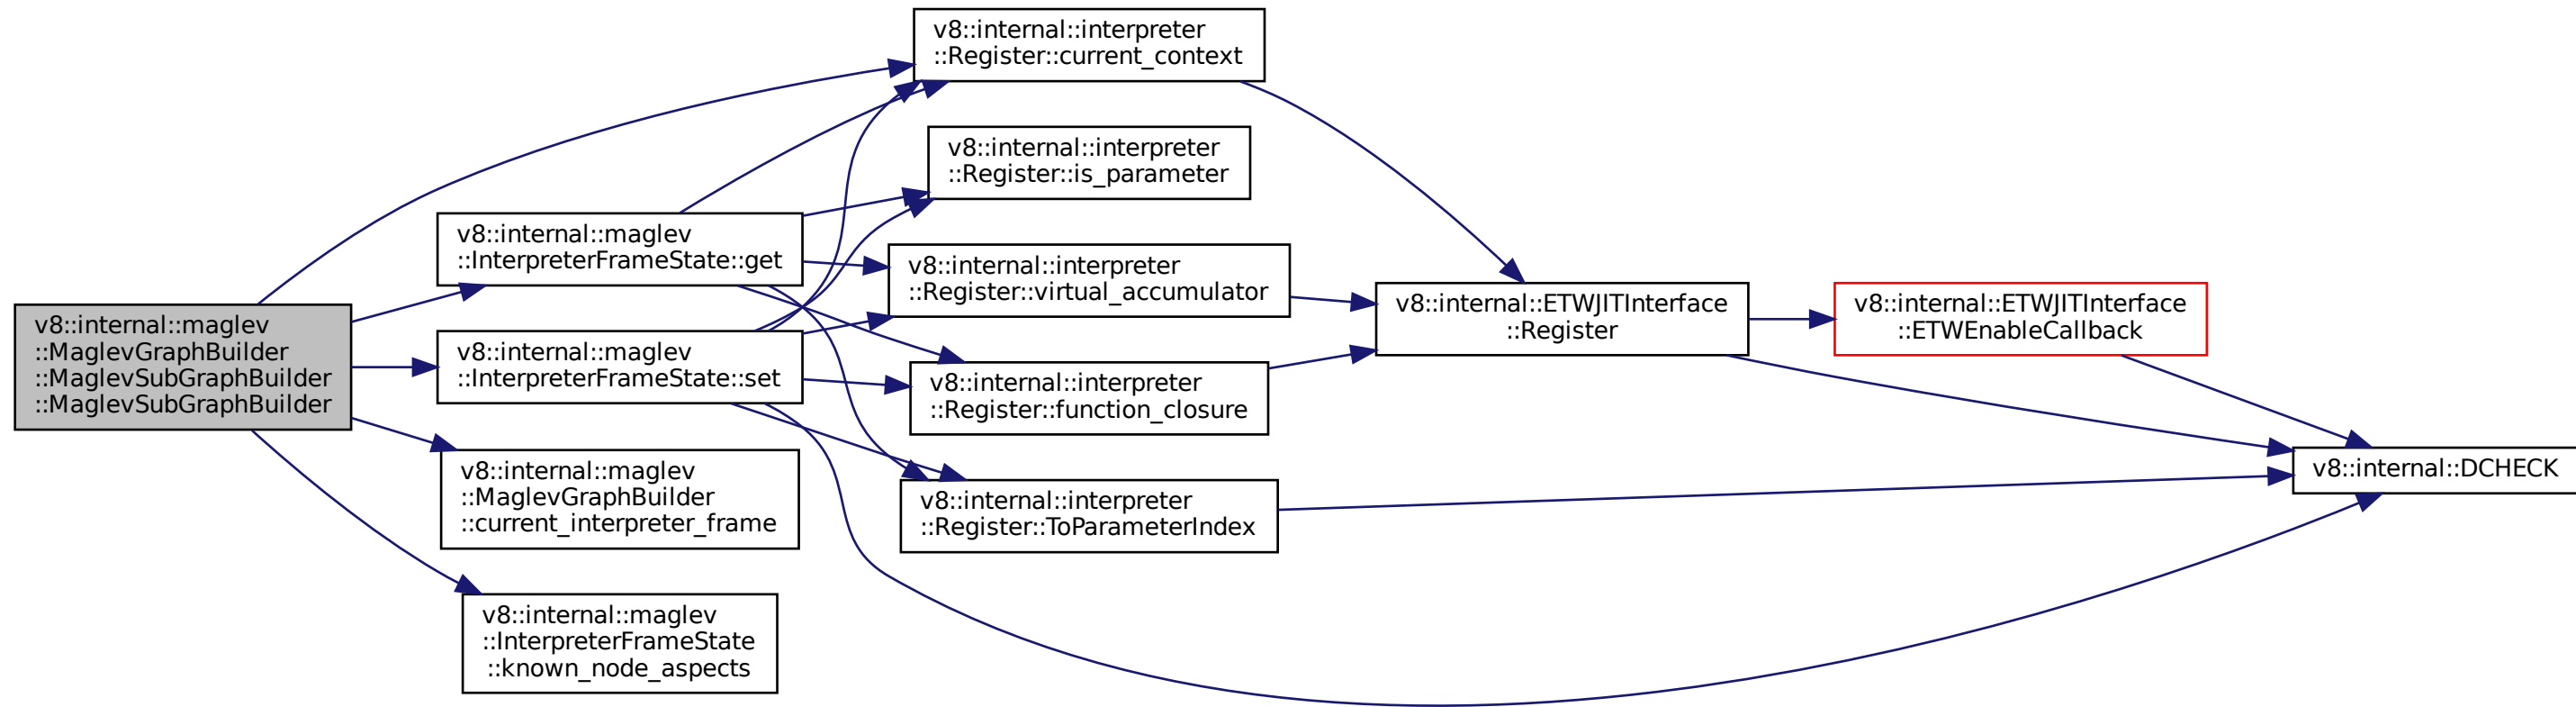 v8::internal::maglev
::MaglevGraphBuilder
::MaglevSubGraphBuilder
::MaglevSubGraphBuilder
v8::internal::interpreter
::Register::current_context
v8::internal::maglev
::InterpreterFrameState::get
v8::internal::interpreter
::Register::is_parameter
v8::internal::interpreter
::Register::virtual_accumulator
v8::internal::maglev
::InterpreterFrameState::set
v8::internal::interpreter
::Register::function_closure
v8::internal::interpreter
::Register::ToParameterIndex
v8::internal::maglev
::MaglevGraphBuilder
::current_interpreter_frame
v8::internal::maglev
::InterpreterFrameState
::known_node_aspects
v8::internal::ETWJITInterface
::Register
v8::internal::ETWJITInterface
::ETWEnableCallback
v8::internal::DCHECK